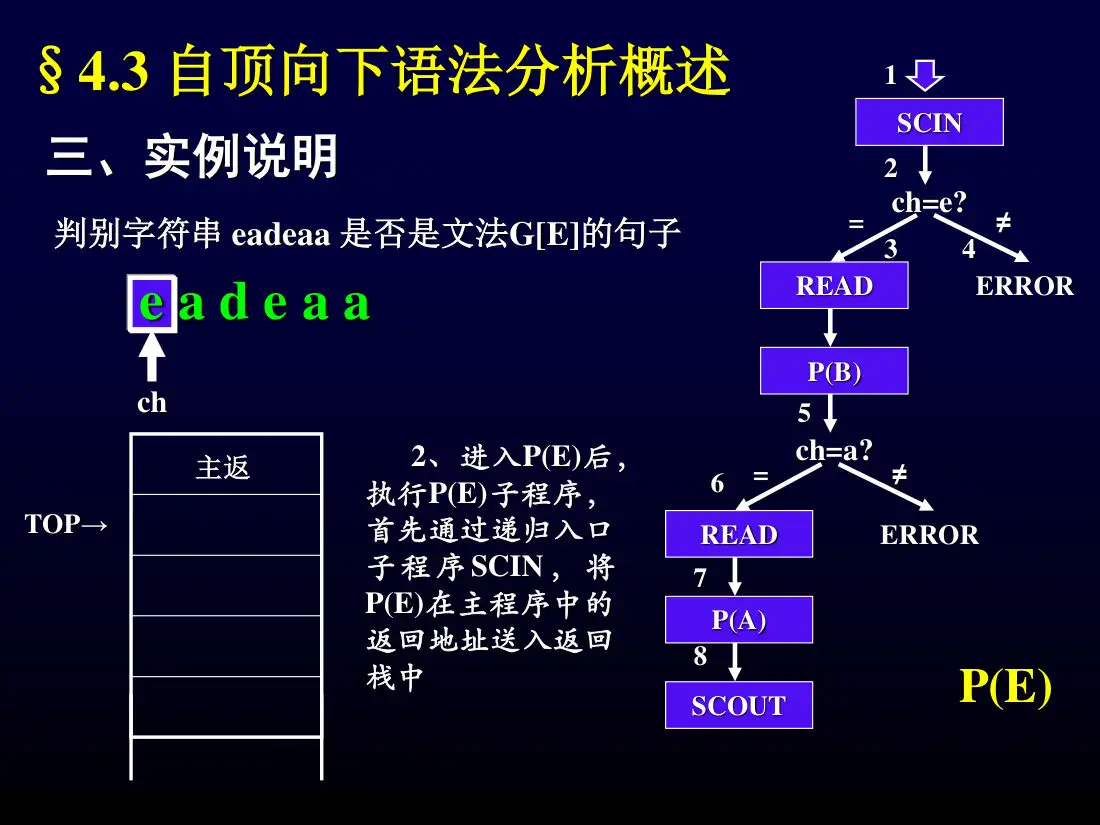 §4.3 自顶向下语法分析概述
三、实例说明
判别字符串 eadeaa 是否是文法G[E]的句子
e a d e a a
ch
主返
TOP→
2、进入P(E)后，
执行P(E)子程序，
首先通过递归入口
子程序SCIN，将
P(E)在主程序中的
返回地址送入返回
栈中
1
SCIN
2
ch=e?
= ≠
3 4
READ ERROR
P(B)
5
ch=a?
6 = ≠
READ ERROR
7
P(A)
8
SCOUT
P(E)